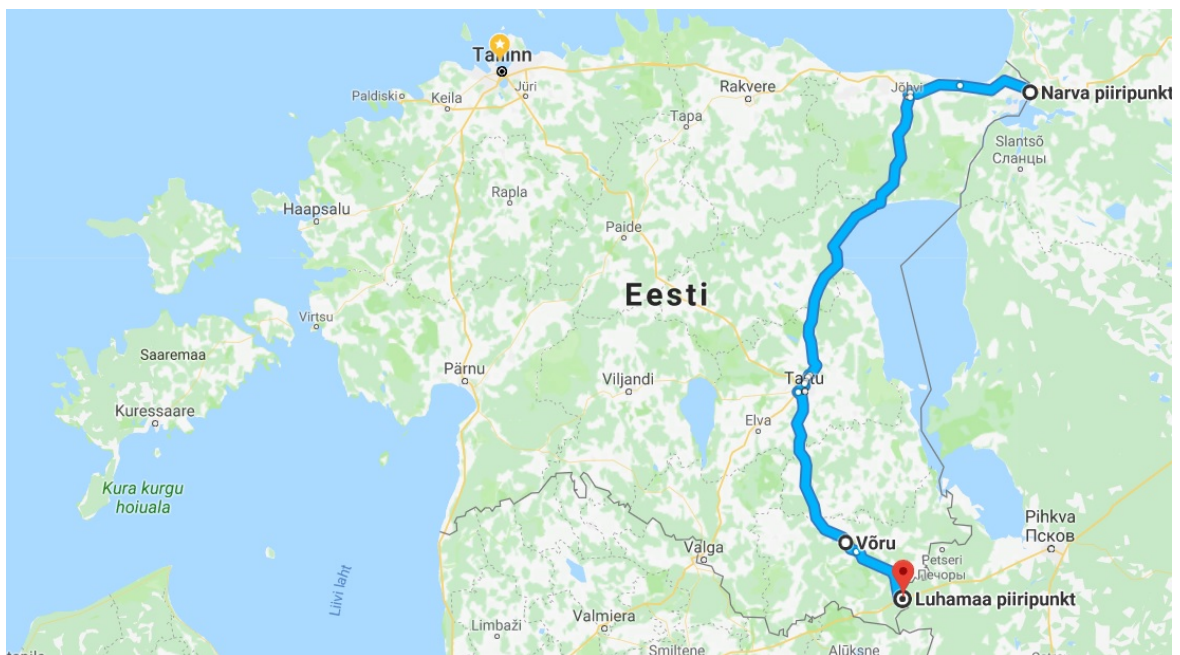 Tallinn
Paldiski
Keila
Jüri
Rakvere
Jõhvi
Narva piiripunkt
Tapa
Slantsõ
Сланцы
Rapla
Haapsalu
Paide
Eesti
Virtsu
Saaremaa
Pärnu
Viljandi
Tartu
Kuressaare
Elva
Kura kurgu
hoiuala
Pihkva
Псков
Võru
Valga
Petseri
Печоры
Luhamaa piiripunkt
Liivi laht
Limbaži
Valmiera
Smiltene
Alūksne